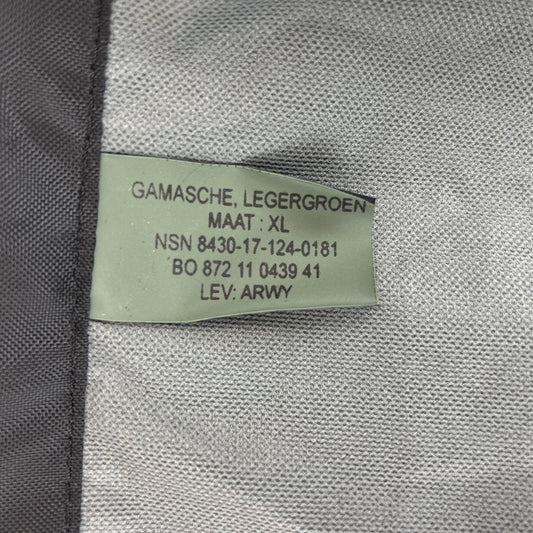 GAMASCHE, LEGERGROEN
MAAT : XL
NSN 8430-17-124-0181
BO 872 11 0439 41
LEV: ARWY